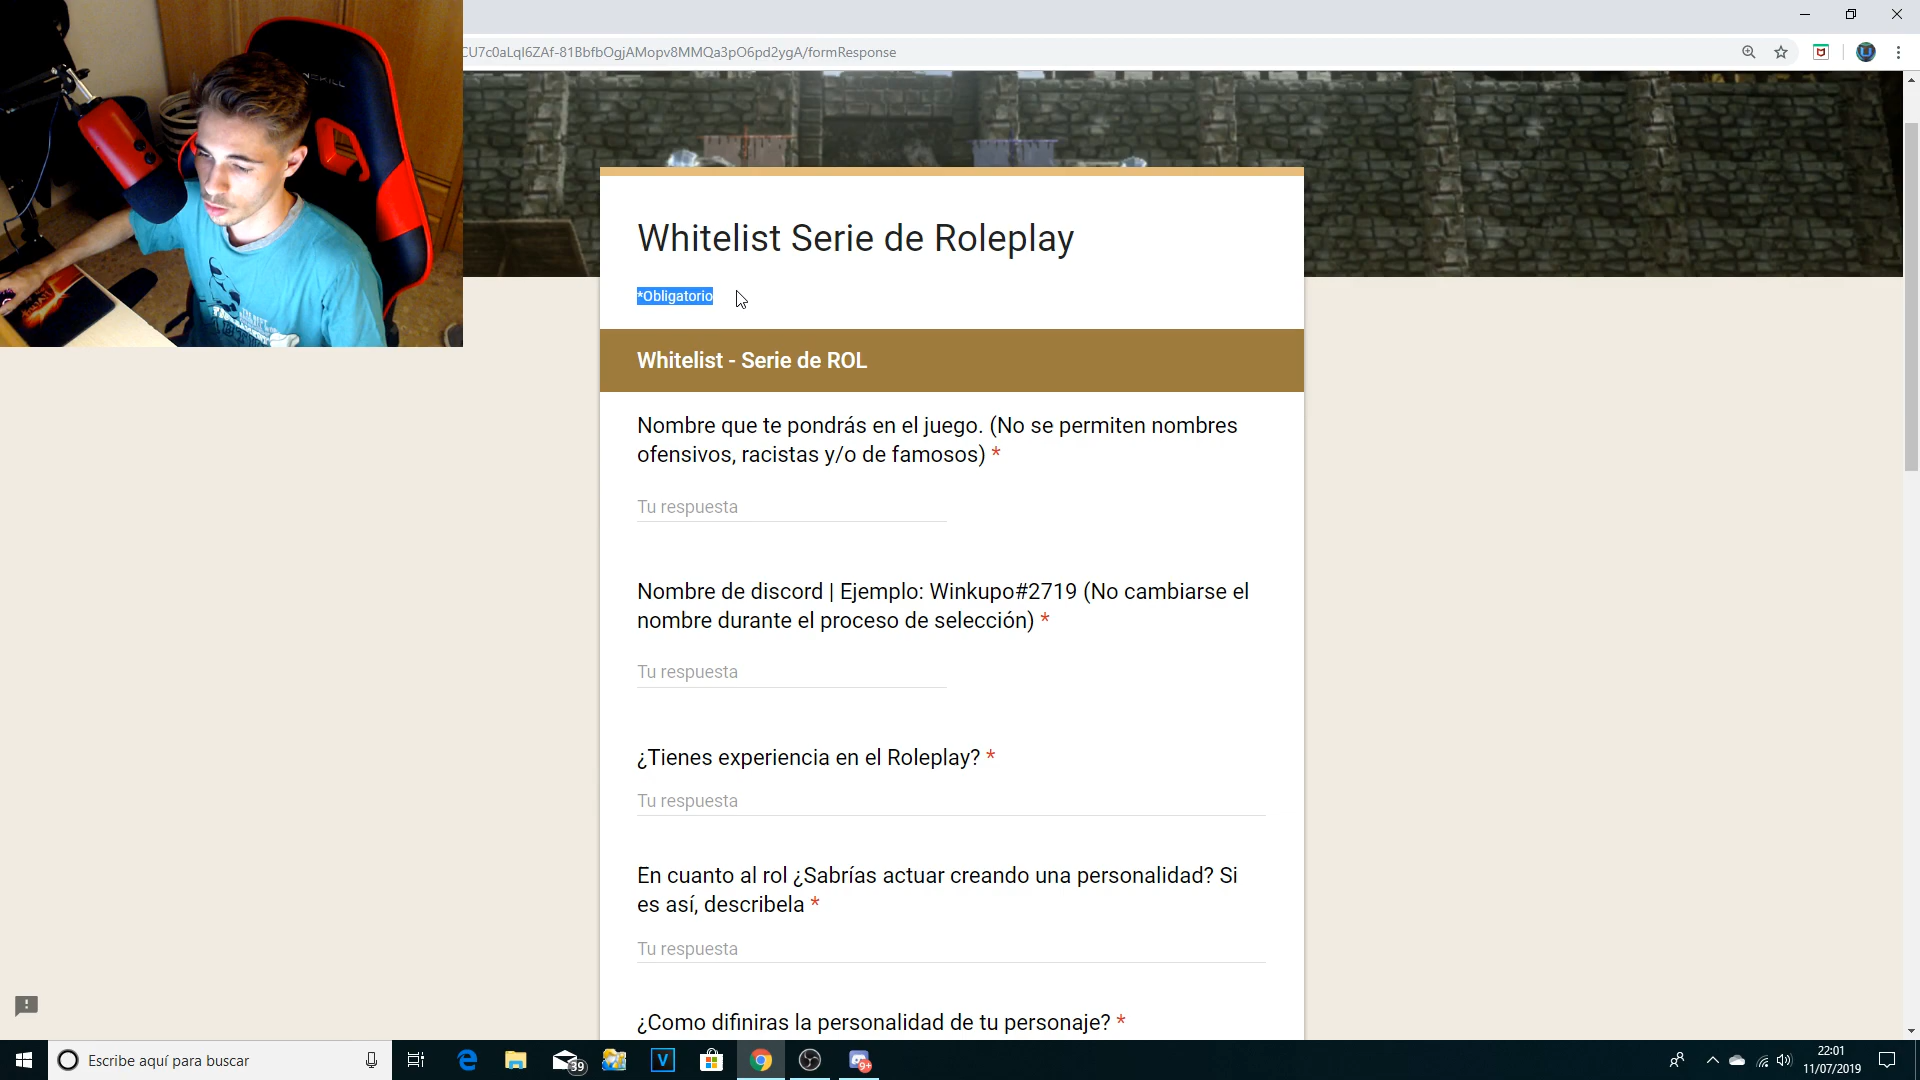 CU7c0aLqI6ZAf-81BbfbOgjAMopv8MMQa3pO6pd2ygA/formResponse
Whitelist Serie de Roleplay
*Obligatorio
Whitelist - Serie de ROL
Nombre que te pondrás en el juego. (No se permiten nombres
ofensivos, racistas y/o de famosos) *
Tu respuesta
Nombre de discord | Ejemplo: Winkupo#2719 (No cambiarse el
nombre durante el proceso de selección) *
Tu respuesta
¿Tienes experiencia en el Roleplay? *
Tu respuesta
En cuanto al rol ¿Sabrías actuar creando una personalidad? Si
es así, describela *
Tu respuesta
¿Como difiniras la personalidad de tu personaje? *
Escribe aquí para buscar
39
V
9+
22:01
11/07/2019